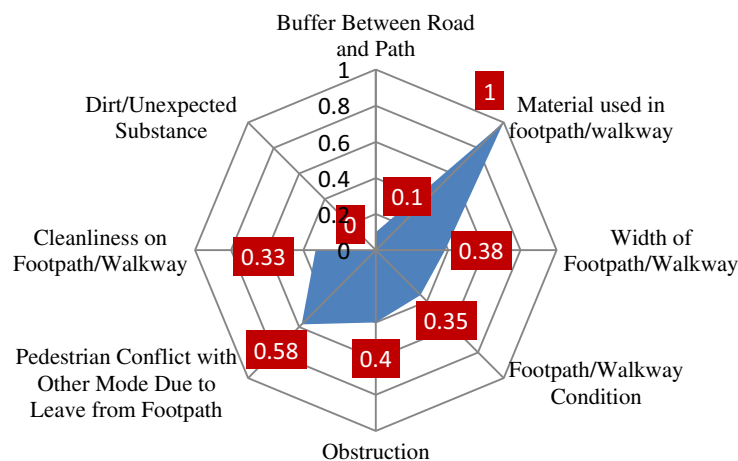 Buffer Between Road
and Path
1
0.8
0.6
0.4
0.2
0
1
Material used in
footpath/walkway
Dirt/Unexpected
Substance
0.1
0
Cleanliness on
Footpath/Walkway
0.33
0.38
Width of
Footpath/Walkway
0.35
0.58
0.4
Pedestrian Conflict with
Other Mode Due to
Leave from Footpath
Footpath/Walkway
Condition
Obstruction